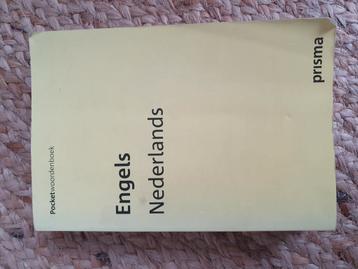 Pocketwoordenboek
Engels
Nederlands
prisma